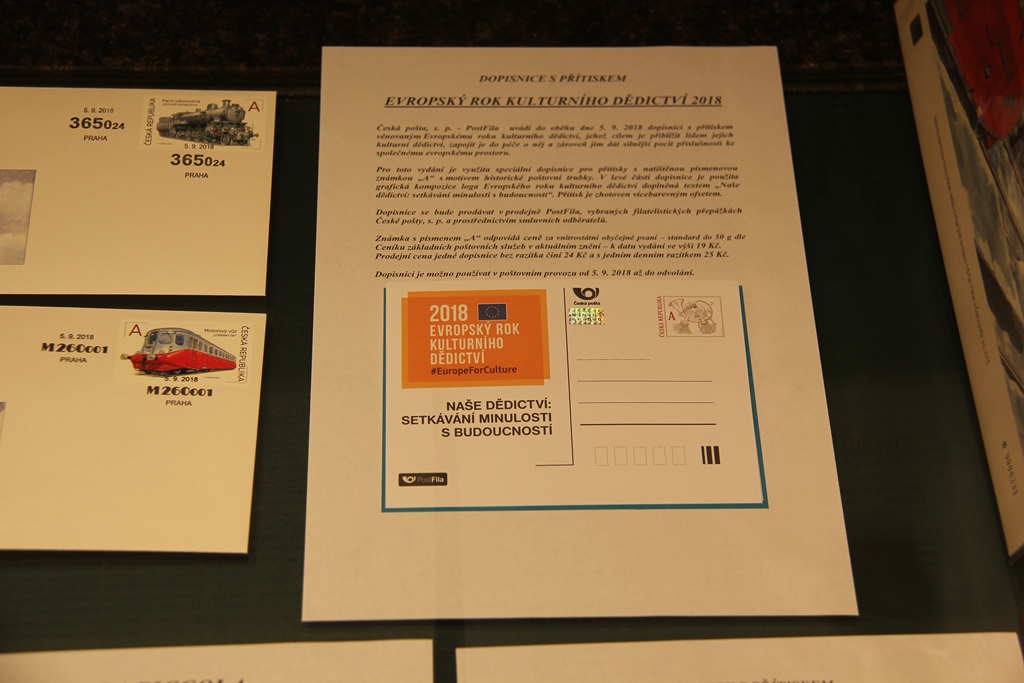 5. 9. 2018
365024
PRAHA
ČESKÁ REPUBLIKA
Parní lokomotiva
A
5. 9. 2018
365024
PRAHA
5. 9. 2018
M 260001
PRAHA
A
Motorový vůz
ČESKÁ REPUBLIKA
5. 9. 2018
M 260001
PRAHA
DOPISNICE S PŘÍTISKEM
EVROPSKÝ ROK KULTURNÍHO DĚDICTVÍ 2018
Česká pošta, s. p. - PostFila uvádí do oběhu dne 5. 9. 2018 dopisnici s přítiskem
věnovaným Evropskému roku kulturního dědictví, jehož cílem je přiblížit lidem jejich
kulturní dědictví, zapojit je do péče o něj a zároveň jim dát silnější pocit příslušnosti ke
společnému evropskému prostoru.
Pro toto vydání je využita speciální dopisnice pro přítisky s natištěnou písmenovou
známkou „A“ s motivem historické poštovní trubky. V levé části dopisnice je použita
grafická kompozice loga Evropského roku kulturního dědictví doplněná textem „Naše
dědictví: setkávání minulosti s budoucností“. Přítisk je zhotoven vícebarevným ofsetem.
Dopisnice se bude prodávat v prodejně PostFila, vybraných filatelistických přepážkách
České pošty, s. p. a prostřednictvím smluvních odběratelů.
Známka s písmenem „A“ odpovídá ceně za vnitrostátní obyčejné psaní – standard do 50 g dle
Ceníku základních poštovních služeb v aktuálním znění – k datu vydání ve výši 19 Kč.
Prodejní cena jedné dopisnice bez razítka činí 24 Kč a s jedním denním razítkem 25 Kč.
Dopisnici je možno používat v poštovním provozu od 5. 9. 2018 až do odvolání.
2018
EVROPSKÝ ROK
KULTURNÍHO
DĚDICTVÍ
#EuropeForCulture
NAŠE DĚDICTVÍ:
SETKÁVÁNÍ MINULOSTI
S BUDOUCNOSTÍ
PostFila
Česká pošta
ČESKÁ REPUBLIKA
A